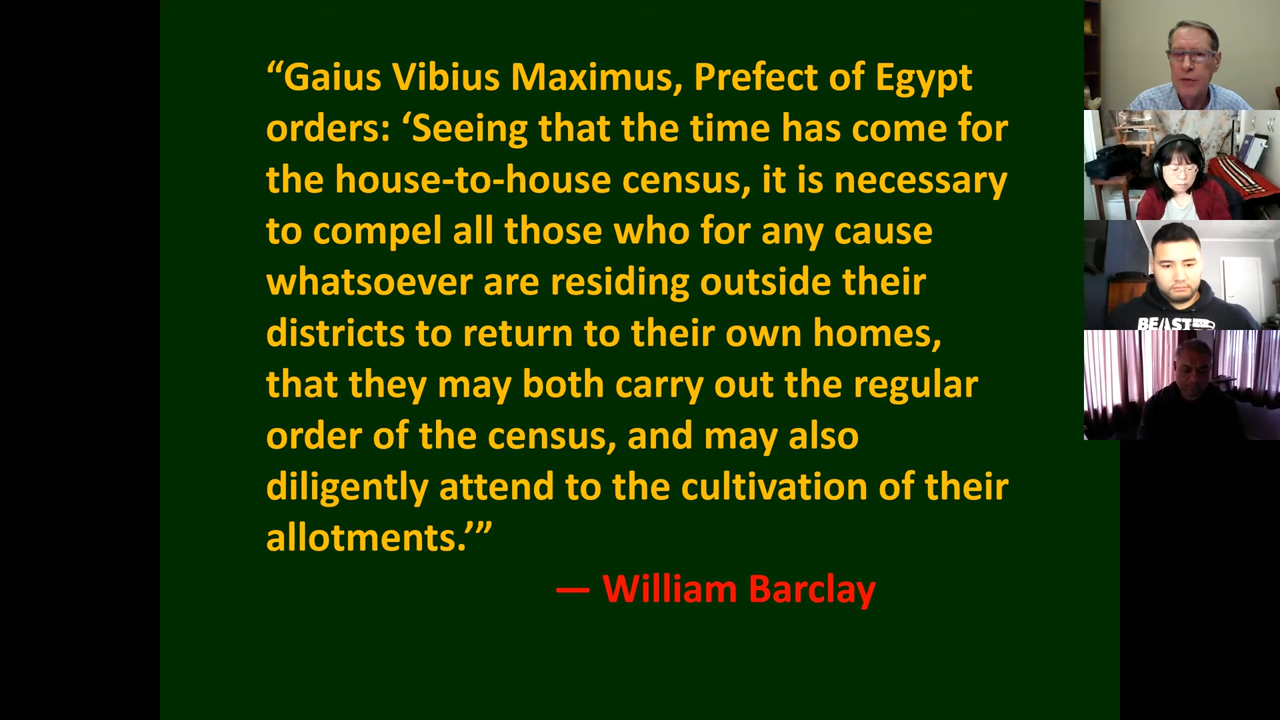 “Gaius Vibius Maximus, Prefect of Egypt
orders: ‘Seeing that the time has come for
the house-to-house census, it is necessary
to compel all those who for any cause
whatsoever are residing outside their
districts to return to their own homes,
that they may both carry out the regular
order of the census, and may also
diligently attend to the cultivation of their
allotments.’”
— William Barclay
BEAST